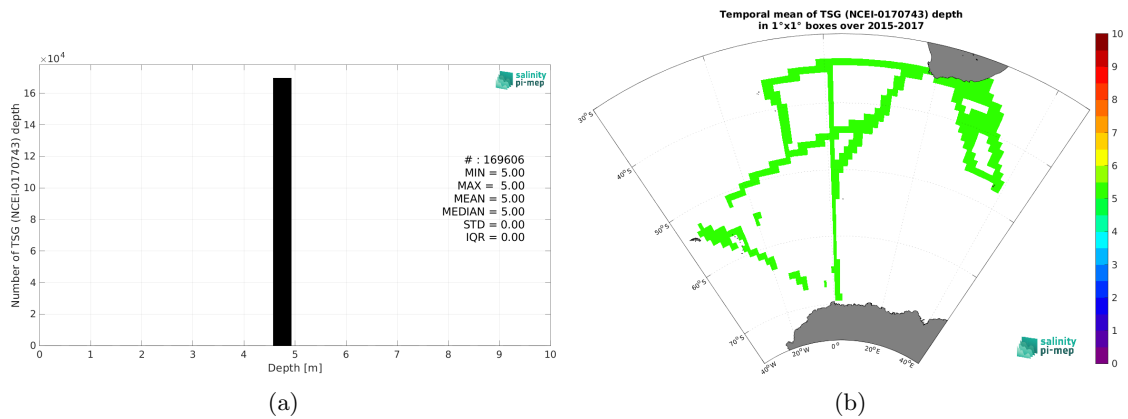 ×10⁴
16
14
12
10
8
6
4
2
0
Number of TSG (NCEI-0170743) depth
salinity
pi-mep
# : 169606
MIN = 5.00
MAX = 5.00
MEAN = 5.00
MEDIAN = 5.00
STD = 0.00
IQR = 0.00
0 1 2 3 4 5 6 7 8 9 10
Depth [m]
(a)
Temporal mean of TSG (NCEI-0170743) depth
in 1°x1° boxes over 2015-2017
30°S
40°S
50°S
60°S
70°S
40°W
20°W
0°
20°E
40°E
10
9
8
7
6
5
4
3
2
1
0
salinity
pi-mep
(b)